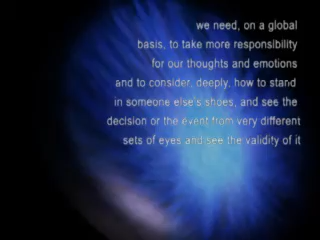 we need, on a global
basis, to take more responsibility
for our thoughts and emotions
and to consider, deeply, how to stand
in someone else's shoes, and see the
decision or the event from very different
sets of eyes and see the validity of it